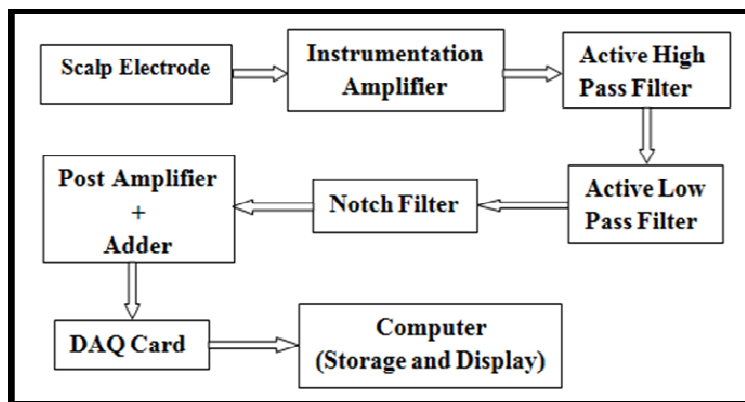 Scalp Electrode
Instrumentation
Amplifier
Active High
Pass Filter
Active Low
Pass Filter
Notch Filter
Post Amplifier
+
Adder
DAQ Card
Computer
(Storage and Display)